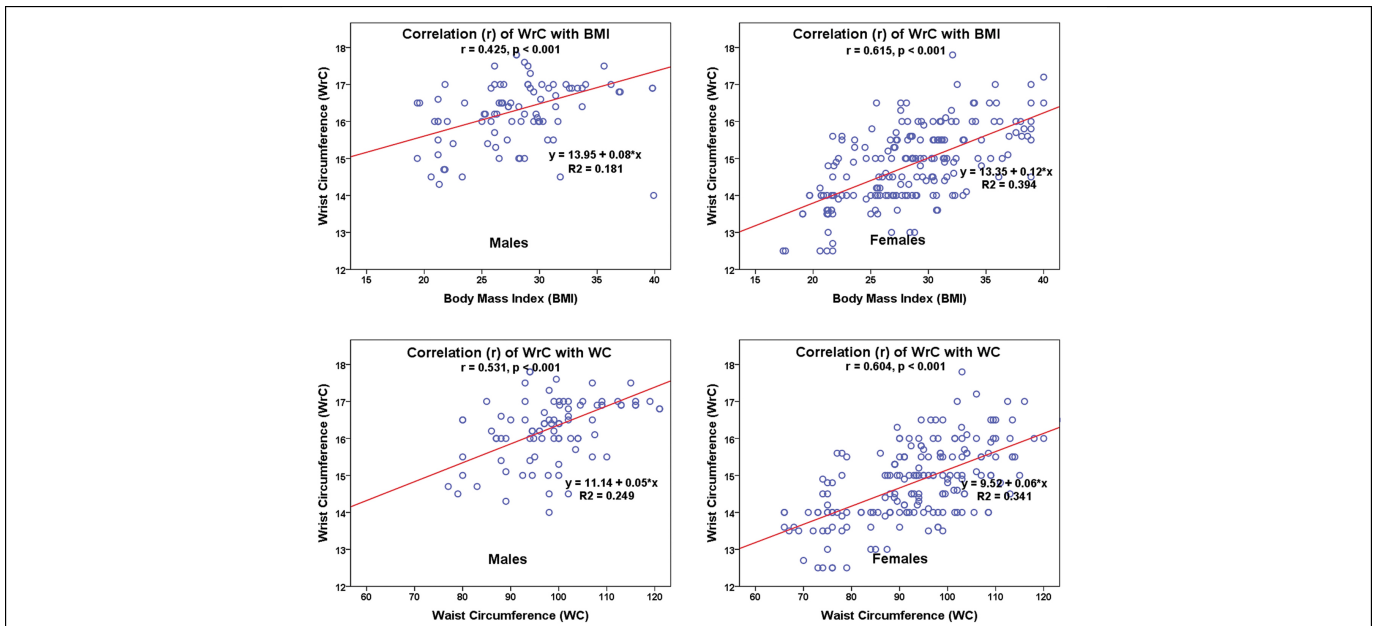 Correlation (r) of WrC with BMI
r = 0.425, p < 0.001
Wrist Circumference (WrC)
18
17
16
15
14
13
12
y = 13.95 + 0.08*x
R2 = 0.181
Males
15 20 25 30 35 40
Body Mass Index (BMI)
Correlation (r) of WrC with BMI
r = 0.615, p < 0.001
Wrist Circumference (WrC)
18
17
16
15
14
13
12
y = 13.35 + 0.12*x
R2 = 0.394
Females
15 20 25 30 35 40
Body Mass Index (BMI)
Correlation (r) of WrC with WC
r = 0.531, p < 0.001
Wrist Circumference (WrC)
18
17
16
15
14
13
12
y = 11.14 + 0.05*x
R2 = 0.249
Males
60 70 80 90 100 110 120
Waist Circumference (WC)
Correlation (r) of WrC with WC
r = 0.604, p < 0.001
Wrist Circumference (WrC)
18
17
16
15
14
13
12
y = 9.52 + 0.06*x
R2 = 0.341
Females
60 70 80 90 100 110 120
Waist Circumference (WC)